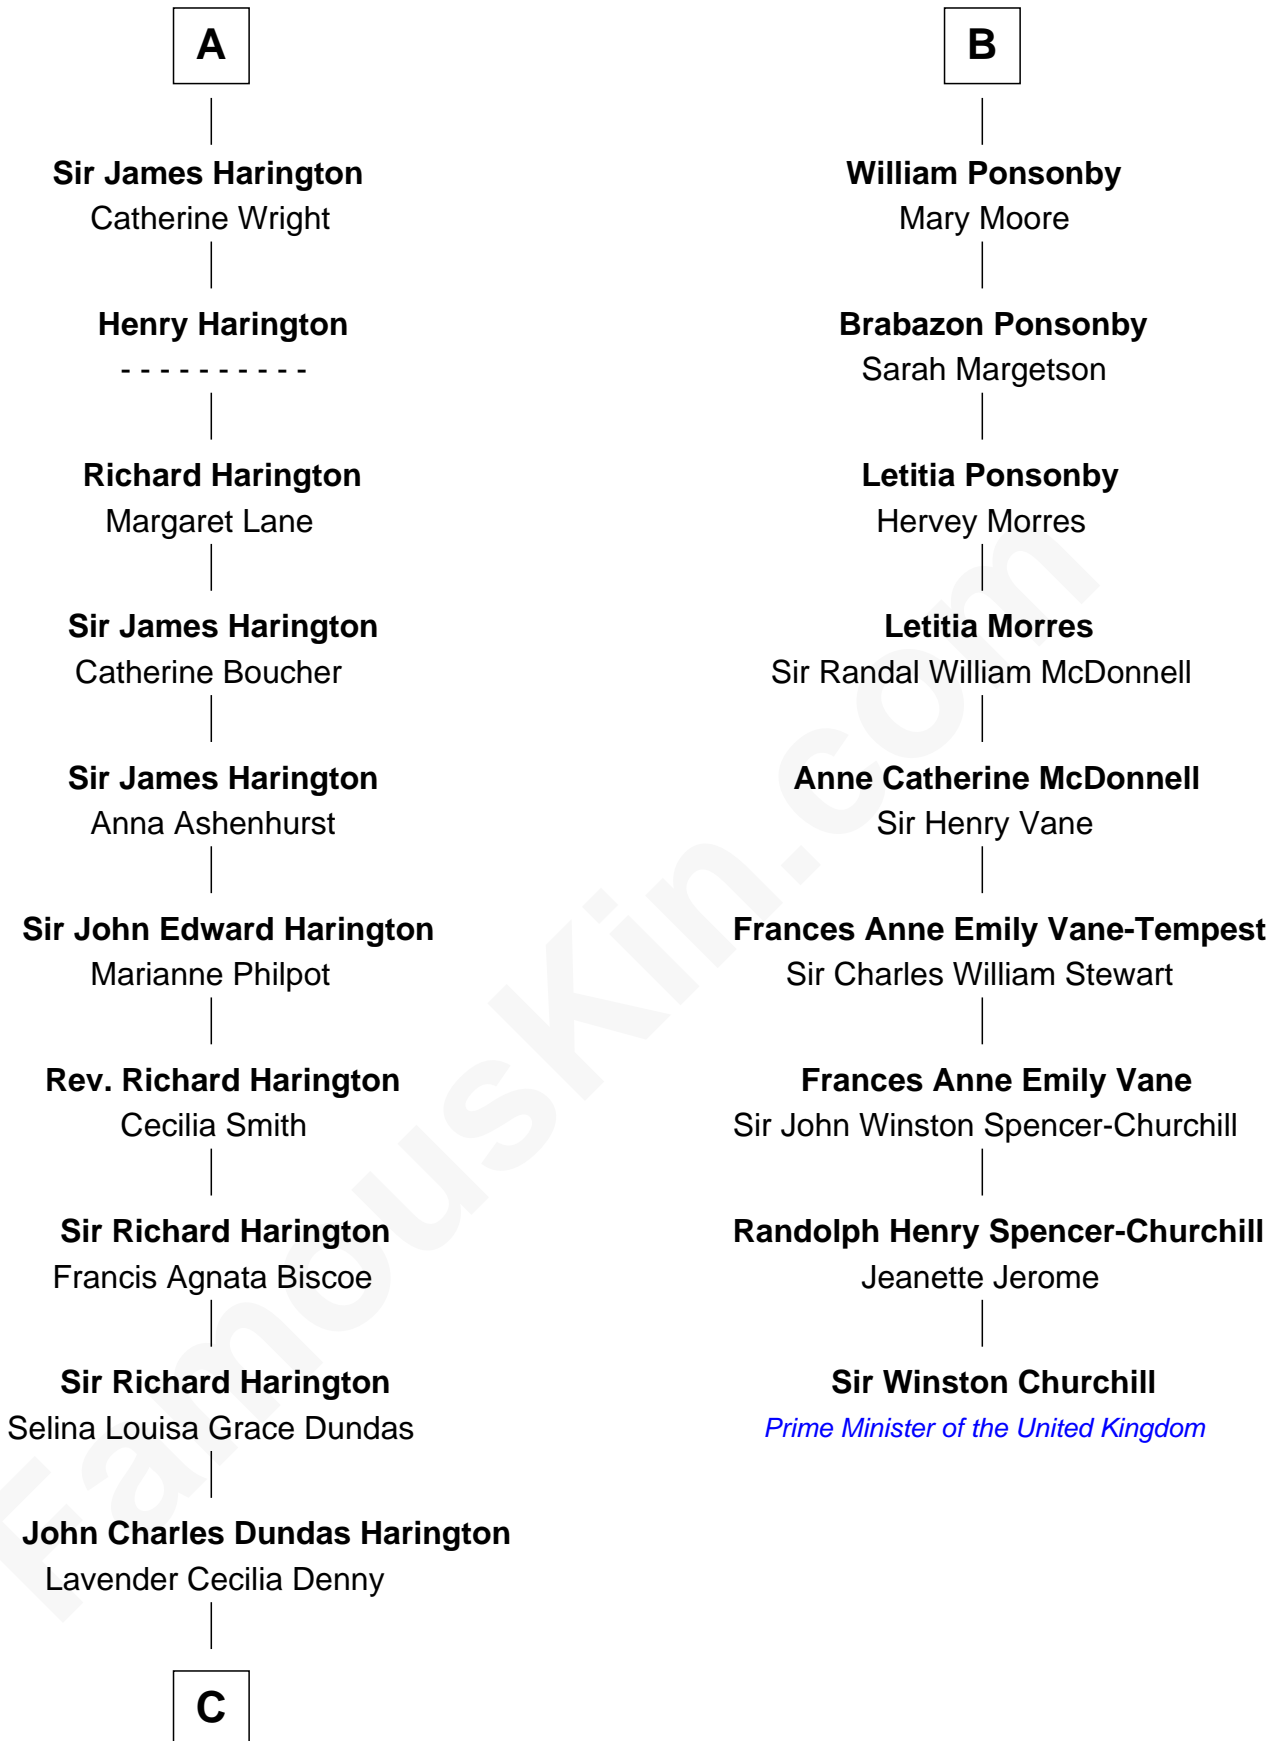 A
Sir James Harington
Catherine Wright
Henry Harington
- - - - - - - - - -
Richard Harington
Margaret Lane
Sir James Harington
Catherine Boucher
Sir James Harington
Anna Ashenhurst
Sir John Edward Harington
Marianne Philpot
Rev. Richard Harington
Cecilia Smith
Sir Richard Harington
Francis Agnata Biscoe
Sir Richard Harington
Selina Louisa Grace Dundas
John Charles Dundas Harington
Lavender Cecilia Denny
C
B
William Ponsonby
Mary Moore
Brabazon Ponsonby
Sarah Margetson
Letitia Ponsonby
Hervey Morres
Letitia Morres
Sir Randal William McDonnell
Anne Catherine McDonnell
Sir Henry Vane
Frances Anne Emily Vane-Tempest
Sir Charles William Stewart
Frances Anne Emily Vane
Sir John Winston Spencer-Churchill
Randolph Henry Spencer-Churchill
Jeanette Jerome
Sir Winston Churchill
Prime Minister of the United Kingdom
FamousKin.com